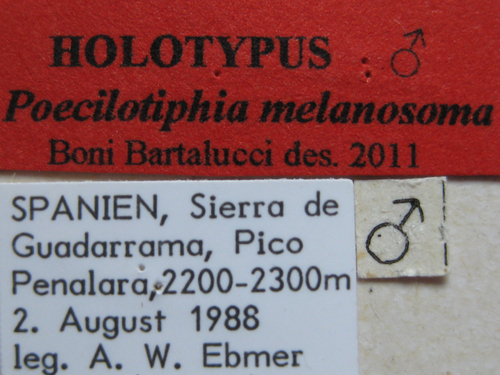 HOLOTYPUS ♂
Poecilotiphia melanosoma
Boni Bartalucci des. 2011
SPANIEN, Sierra de
Guadarrama, Pico
Penalara,2200-2300m
2. August 1988
leg. A. W. Ebmer
♂